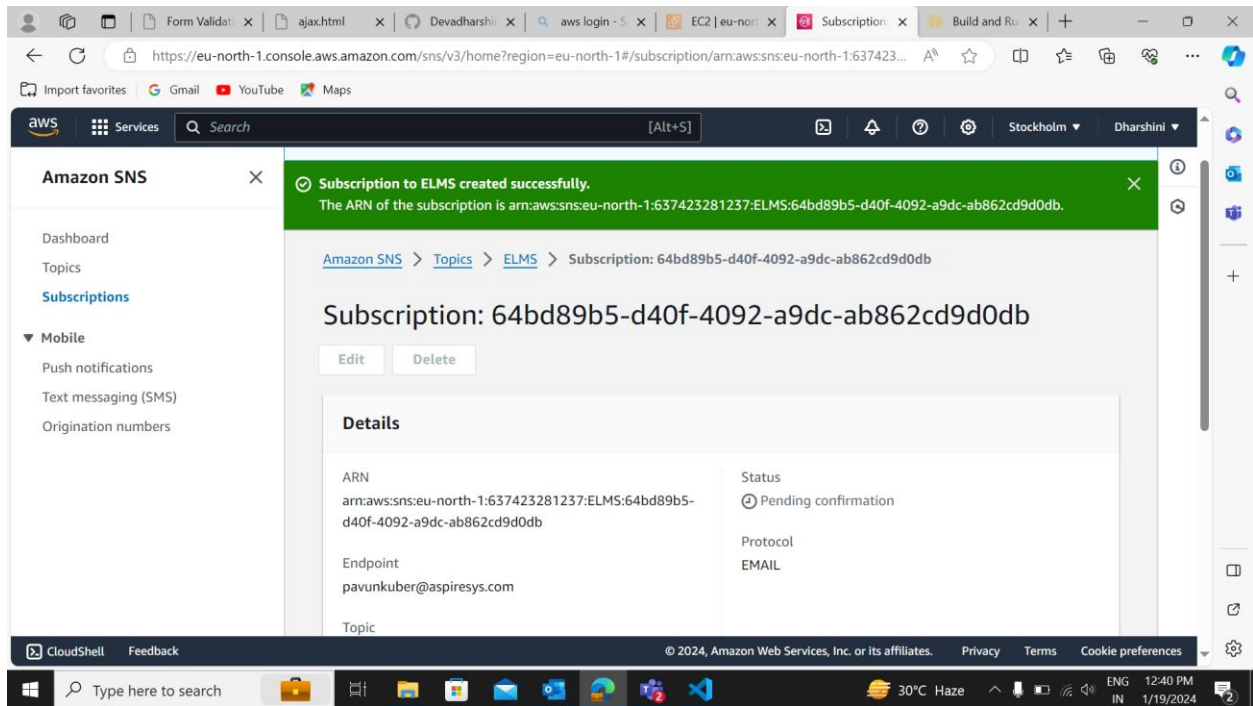 Form Validati
ajax.html
Devadharshi
aws login - S
EC2 | eu-nort
Subscription:
Build and Ru
https://eu-north-1.console.aws.amazon.com/sns/v3/home?region=eu-north-1#/subscription/arn:aws:sns:eu-north-1:637423...
Import favorites
Gmail
YouTube
Maps
aws
Services
Search
[Alt+S]
Stockholm
Dharshini
Amazon SNS
Subscription to ELMS created successfully.
The ARN of the subscription is arn:aws:sns:eu-north-1:637423281237:ELMS:64bd89b5-d40f-4092-a9dc-ab862cd9d0db.
Dashboard
Topics
Subscriptions
Mobile
Push notifications
Text messaging (SMS)
Origination numbers
Amazon SNS > Topics > ELMS > Subscription: 64bd89b5-d40f-4092-a9dc-ab862cd9d0db
Subscription: 64bd89b5-d40f-4092-a9dc-ab862cd9d0db
Edit
Delete
Details
ARN
arn:aws:sns:eu-north-1:637423281237:ELMS:64bd89b5-
d40f-4092-a9dc-ab862cd9d0db
Endpoint
pavunkuber@aspiresys.com
Topic
Status
Pending confirmation
Protocol
EMAIL
CloudShell
Feedback
© 2024, Amazon Web Services, Inc. or its affiliates.
Privacy
Terms
Cookie preferences
Type here to search
30°C Haze
ENG
IN
12:40 PM
1/19/2024